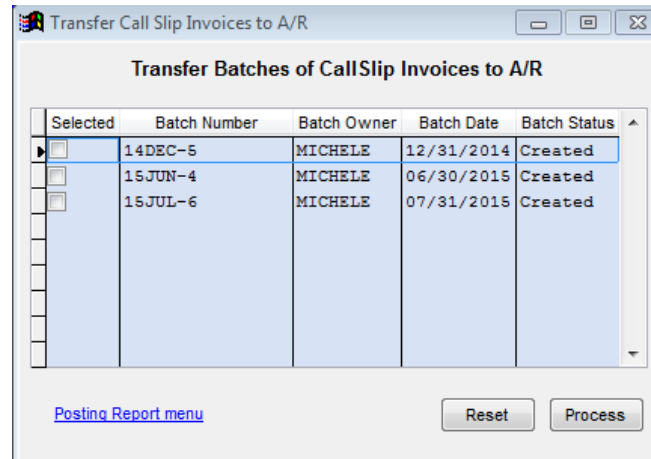 Transfer Call Slip Invoices to A/R
Transfer Batches of CallSlip Invoices to A/R
Selected Batch Number Batch Owner Batch Date Batch Status
14DEC-5 MICHELE 12/31/2014 Created
15JUN-4 MICHELE 06/30/2015 Created
15JUL-6 MICHELE 07/31/2015 Created
Posting Report menu Reset Process